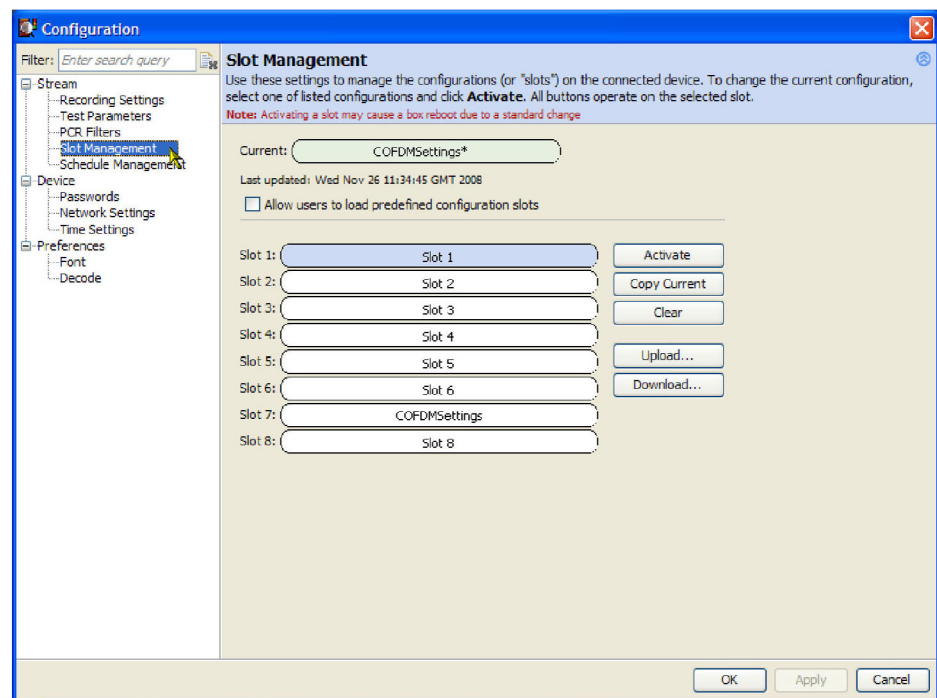 Configuration
Filter: Enter search query
Stream
Recording Settings
Test Parameters
PCR Filters
Slot Management
Schedule Management
Device
Passwords
Network Settings
Time Settings
Preferences
Font
Decode
Slot Management
Use these settings to manage the configurations (or "slots") on the connected device. To change the current configuration,
select one of listed configurations and click Activate. All buttons operate on the selected slot.
Note: Activating a slot may cause a box reboot due to a standard change
Current: COFDMSettings*
Last updated: Wed Nov 26 11:34:45 GMT 2008
Allow users to load predefined configuration slots
Slot 1: Slot 1 Activate
Slot 2: Slot 2 Copy Current
Slot 3: Slot 3 Clear
Slot 4: Slot 4
Slot 5: Slot 5 Upload...
Slot 6: Slot 6 Download...
Slot 7: COFDMSettings
Slot 8: Slot 8
OK Apply Cancel